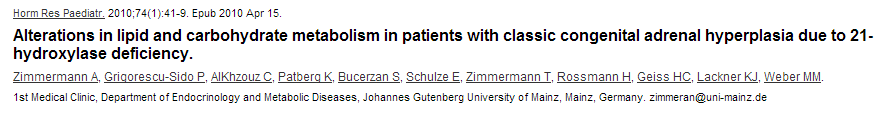 Horm Res Paediatr. 2010;74(1):41-9. Epub 2010 Apr 15.
Alterations in lipid and carbohydrate metabolism in patients with classic congenital adrenal hyperplasia due to 21-
hydroxylase deficiency.
Zimmermann A, Grigorescu-Sido P, AlKhzouz C, Patberg K, Bucerzan S, Schulze E, Zimmermann T, Rossmann H, Geiss HC, Lackner KJ, Weber MM.
1st Medical Clinic, Department of Endocrinology and Metabolic Diseases, Johannes Gutenberg University of Mainz, Mainz, Germany. zimmeran@uni-mainz.de